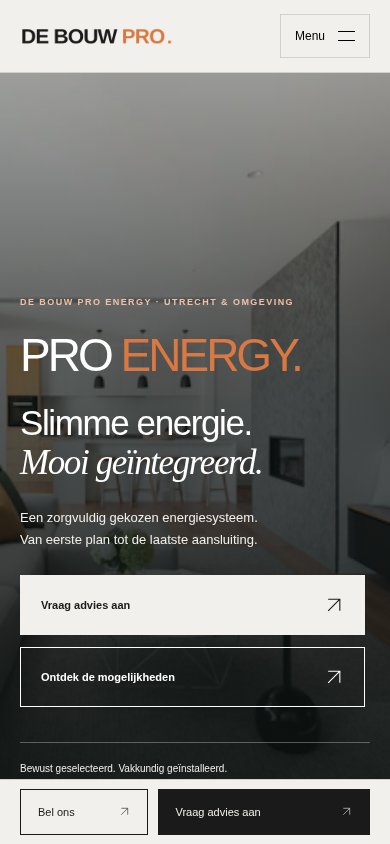 DE BOUW PRO.
Menu
DE BOUW PRO ENERGY · UTRECHT & OMGEVING
PRO ENERGY.
Slimme energie.
Mooi geïntegreerd.
Een zorgvuldig gekozen energiesysteem.
Van eerste plan tot de laatste aansluiting.
Vraag advies aan
Ontdek de mogelijkheden
Bewust geselecteerd. Vakkundig geïnstalleerd.
Bel ons
Vraag advies aan